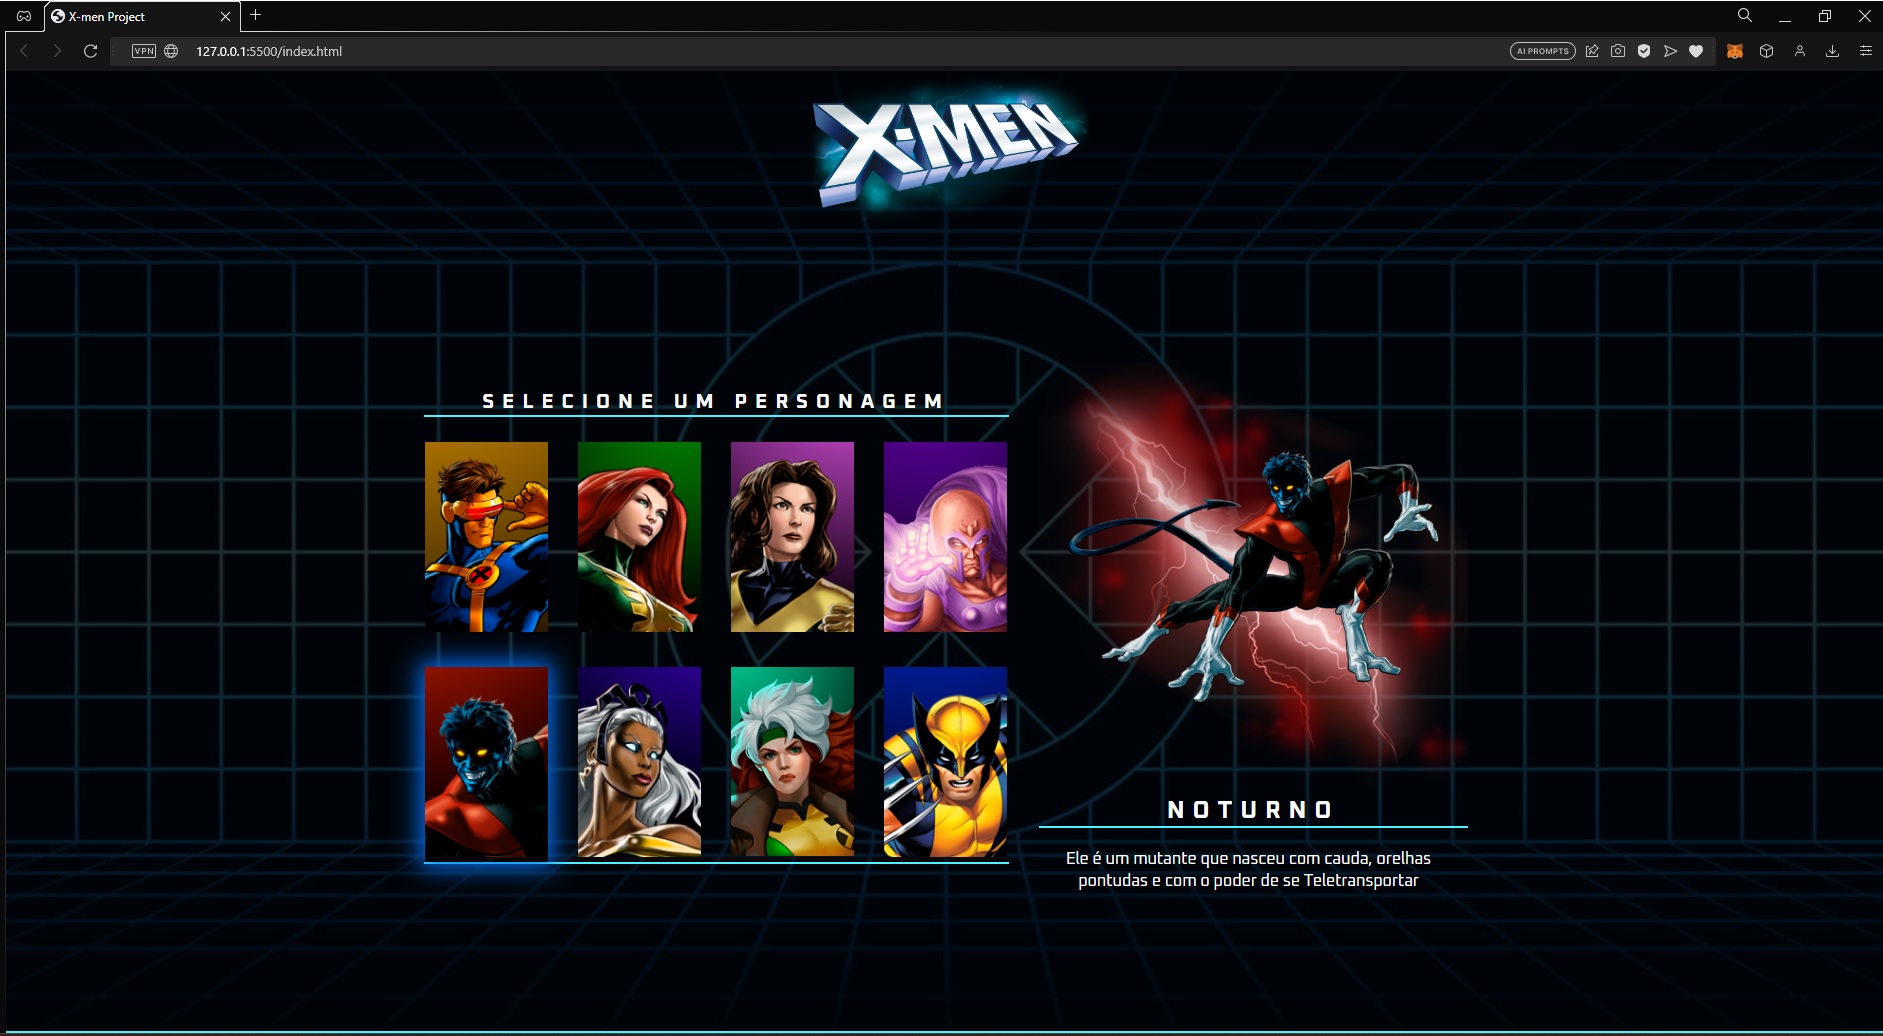 X-men Project
VPN
127.0.0.1:5500/index.html
AI PROMPTS
X-MEN
SELECIONE UM PERSONAGEM
NOTURNO
Ele é um mutante que nasceu com cauda, orelhas
pontudas e com o poder de se Teletransportar